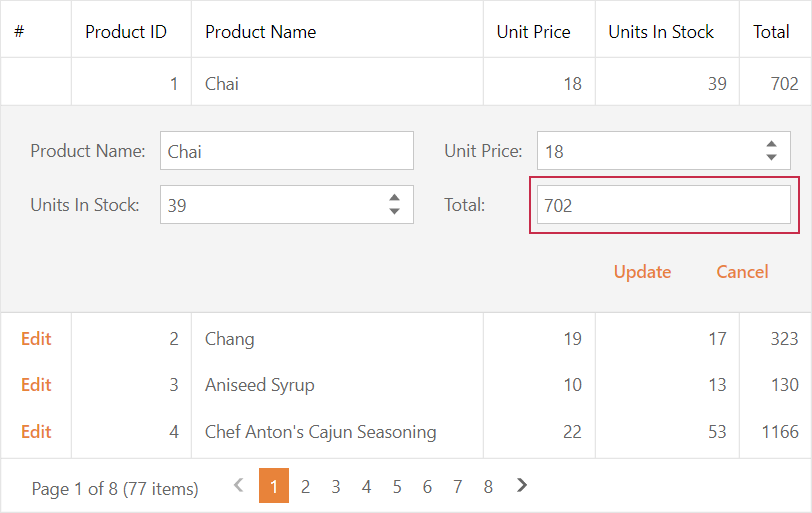 # Product ID Product Name Unit Price Units In Stock Total
1 Chai 18 39 702
Product Name: Chai Unit Price: 18
Units In Stock: 39 Total: 702
Update Cancel
Edit 2 Chang 19 17 323
Edit 3 Aniseed Syrup 10 13 130
Edit 4 Chef Anton's Cajun Seasoning 22 53 1166
Page 1 of 8 (77 items) 1 2 3 4 5 6 7 8